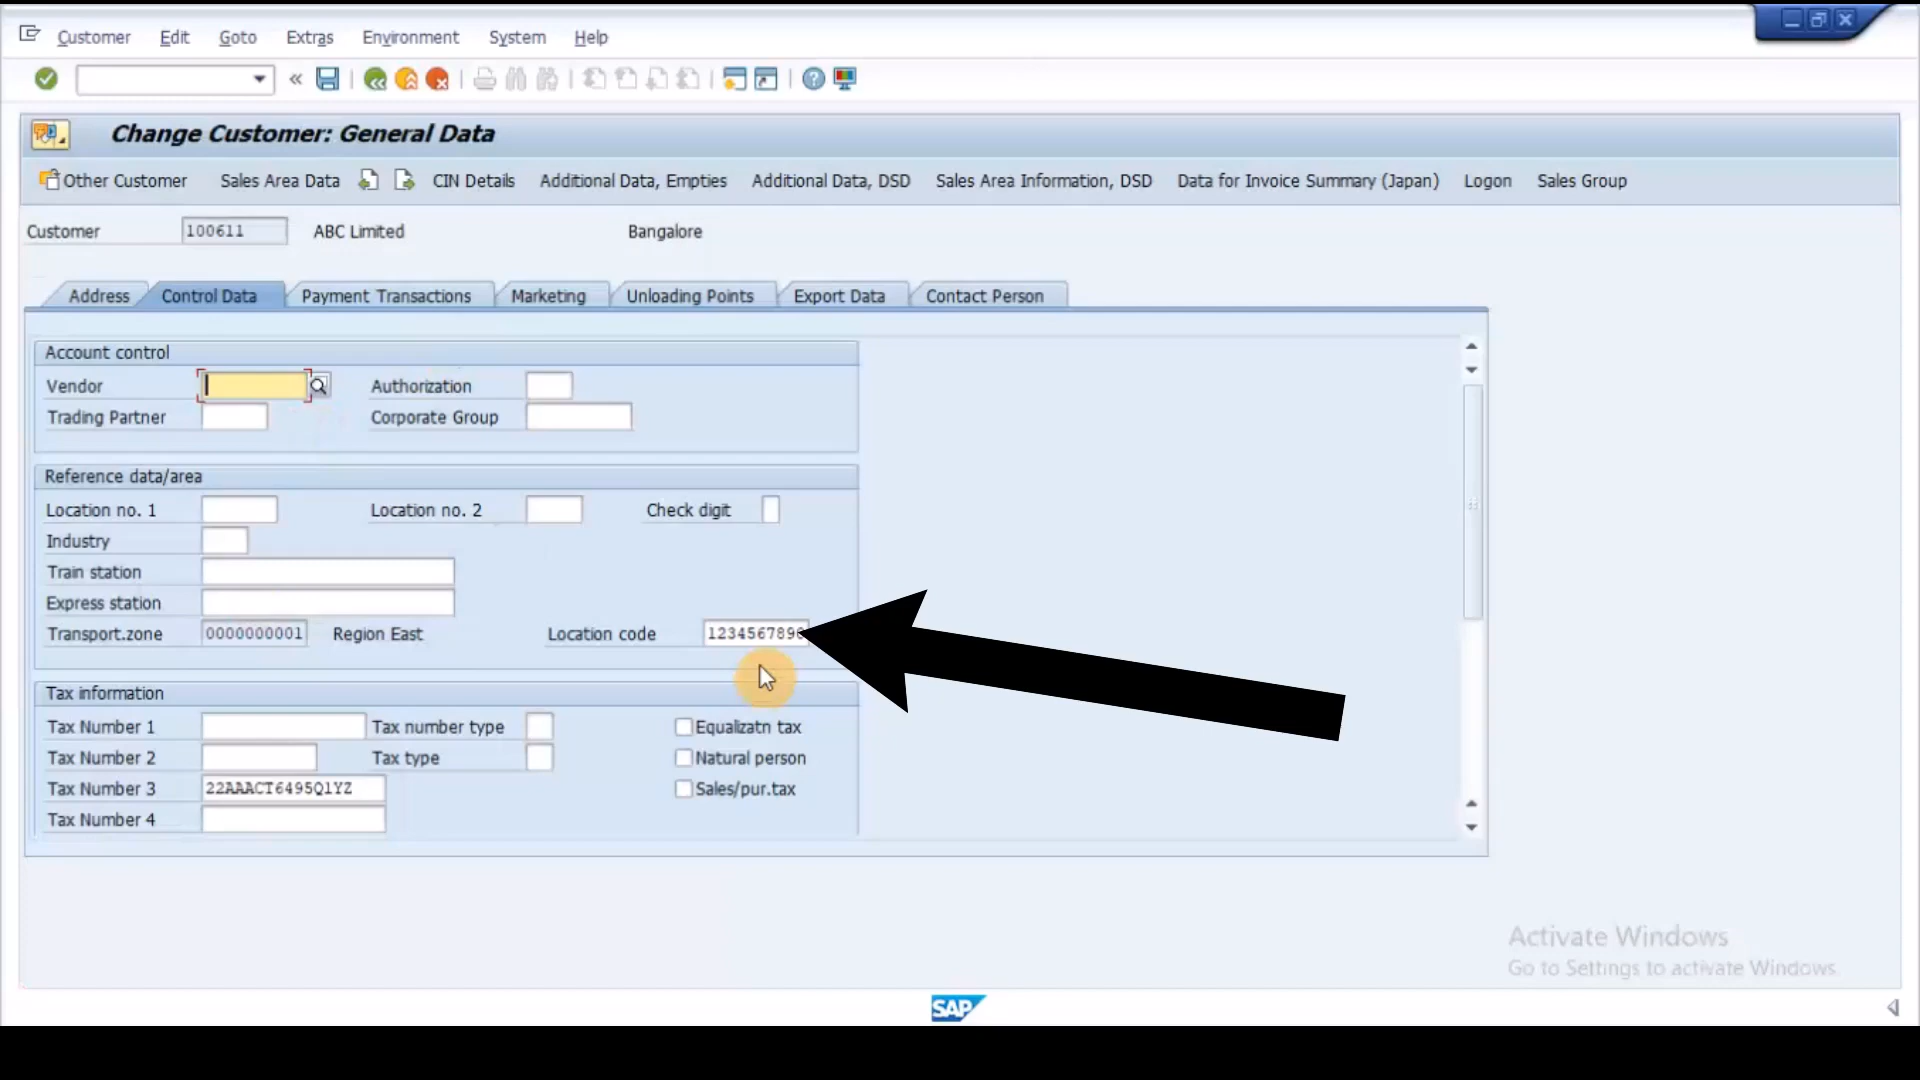 Customer Edit Goto Extras Environment System Help
Change Customer: General Data
Other Customer Sales Area Data CIN Details Additional Data, Empties Additional Data, DSD Sales Area Information, DSD Data for Invoice Summary (Japan) Logon Sales Group
Customer 100611 ABC Limited Bangalore
Address Control Data Payment Transactions Marketing Unloading Points Export Data Contact Person
Account control
Vendor Authorization
Trading Partner Corporate Group
Reference data/area
Location no. 1 Location no. 2 Check digit
Industry
Train station
Express station
Transport.zone 0000000001 Region East Location code 1234567890
Tax information
Tax Number 1 Tax number type Equalizatn tax
Tax Number 2 Tax type Natural person
Tax Number 3 22AAACT6495Q1YZ Sales/pur.tax
Tax Number 4
Activate Windows
Go to Settings to activate Windows.
SAP